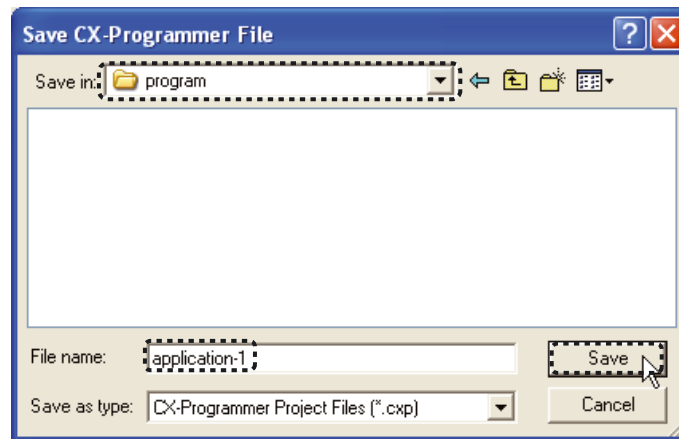 Save CX-Programmer File
Save in: program
File name: application-1 Save
Save as type: CX-Programmer Project Files (*.cxp) Cancel